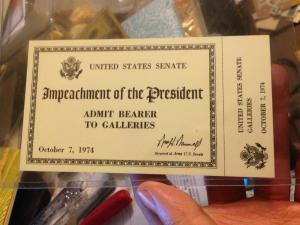 UNITED STATES SENATE
Impeachment of the President
ADMIT BEARER
TO GALLERIES
October 7, 1974
Sergeant at Arms U.S. Senate
UNITED STATES SENATE
GALLERIES
OCTOBER 7, 1974